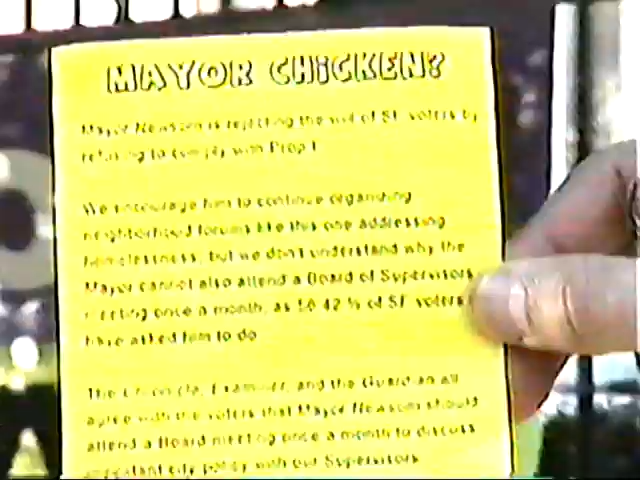 MAYOR CHiCKEN?
Mayor Newsom is rejecting the will of SF voters by
refusing to comply with Prop I.
We encourage him to continue organizing
neighborhood forums like this one addressing
homelessness, but we don't understand why the
Mayor cannot also attend a Board of Supervisors
meeting once a month, as 56.42 % of SF voters
have asked him to do.
The Chronicle, Examiner, and the Guardian all
agree with the voters that Mayor Newsom should
attend a Board meeting once a month to discuss
important city policy with our Supervisors.